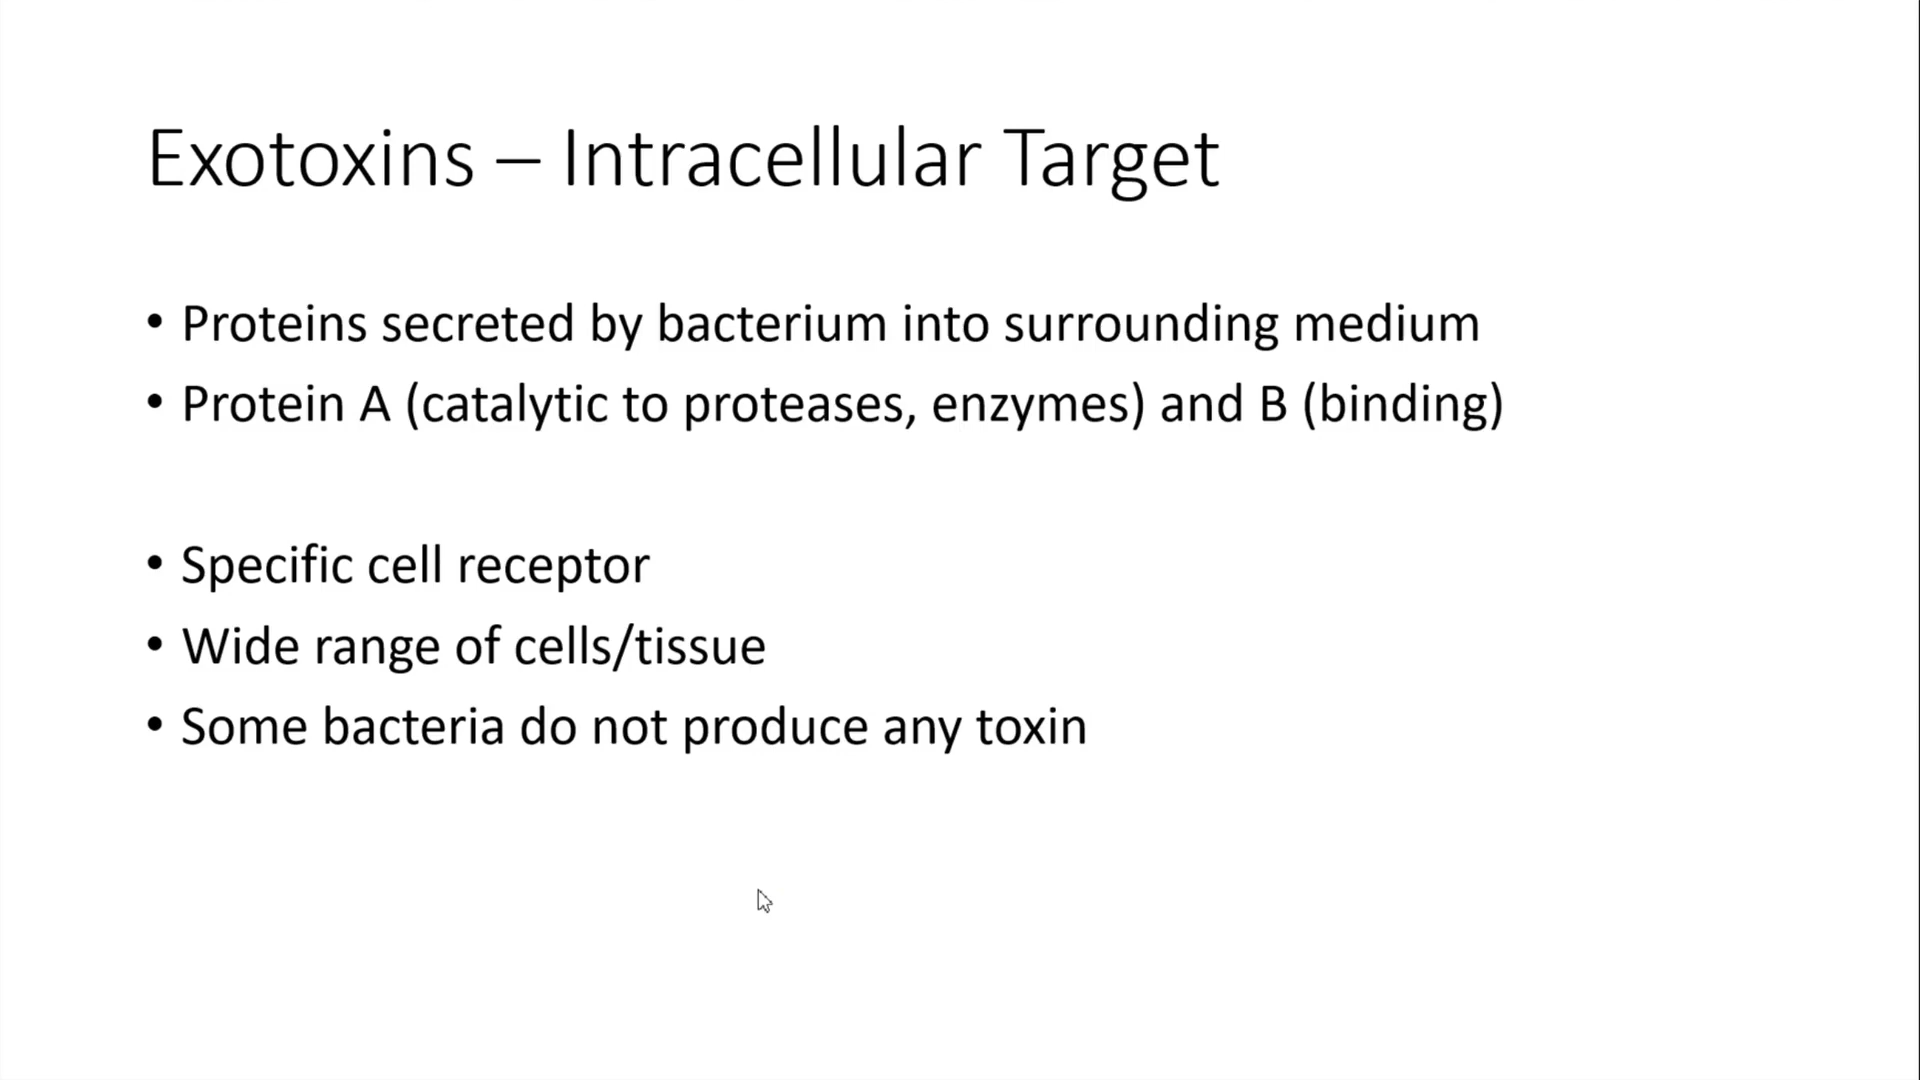 Exotoxins – Intracellular Target
• Proteins secreted by bacterium into surrounding medium
• Protein A (catalytic to proteases, enzymes) and B (binding)
• Specific cell receptor
• Wide range of cells/tissue
• Some bacteria do not produce any toxin